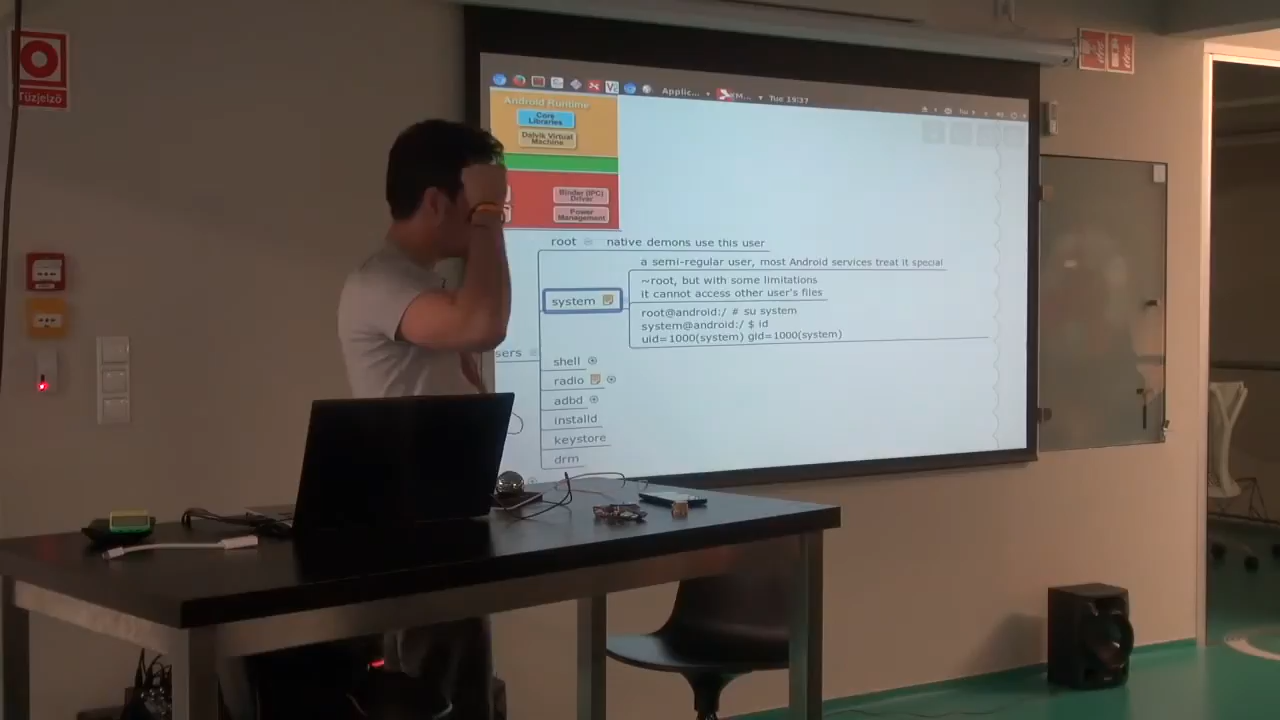 Tűzjelző
Applic...
Tue 19:37
Android Runtime
Core
Libraries
Dalvik Virtual
Machine
Binder (IPC)
Driver
Power
Management
root
native demons use this user
a semi-regular user, most Android services treat it special
system
~root, but with some limitations
it cannot access other user's files
root@android:/ # su system
system@android:/ $ id
uid=1000(system) gid=1000(system)
sers
shell
radio
adbd
installd
keystore
drm